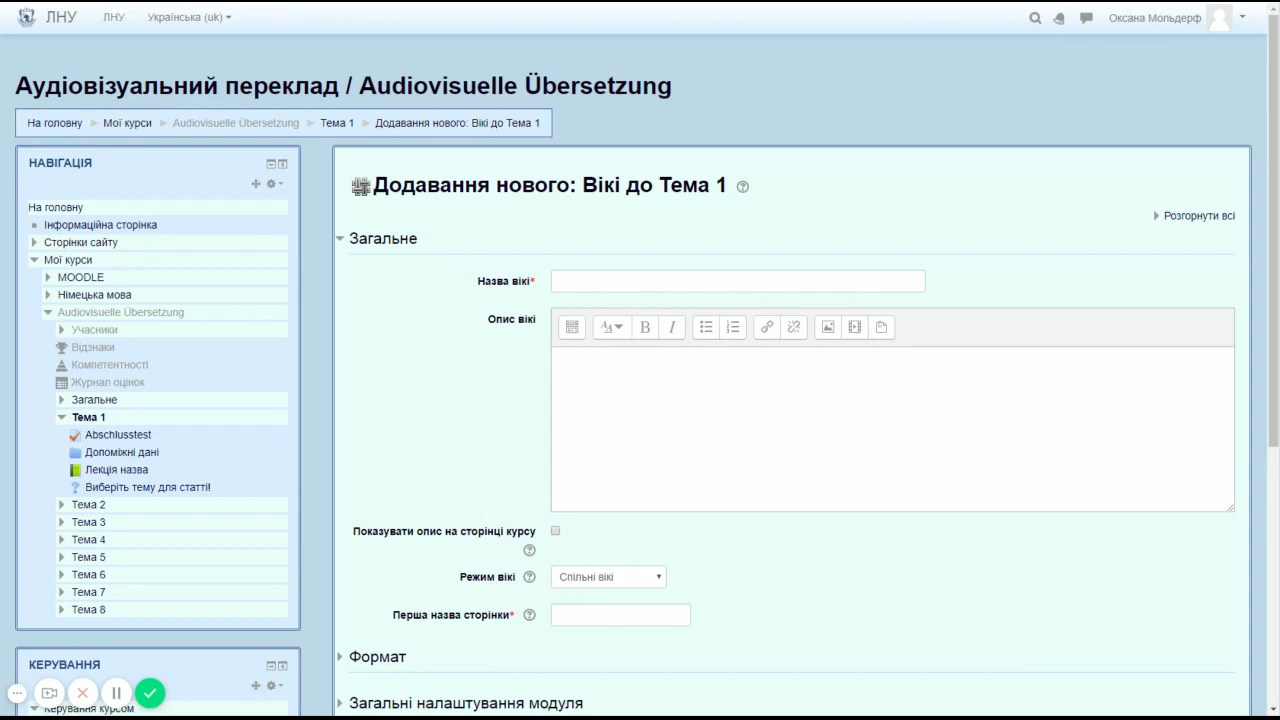 ЛНУ ЛНУ Українська (uk) Оксана Мольдерф
Аудіовізуальний переклад / Audiovisuelle Übersetzung
На головну Мої курси Audiovisuelle Übersetzung Тема 1 Додавання нового: Вікі до Тема 1
НАВІГАЦІЯ
На головну
Інформаційна сторінка
Сторінки сайту
Мої курси
MOODLE
Німецька мова
Audiovisuelle Übersetzung
Учасники
Відзнаки
Компетентності
Журнал оцінок
Загальне
Тема 1
Abschlusstest
Допоміжні дані
Лекція назва
Виберіть тему для статті!
Тема 2
Тема 3
Тема 4
Тема 5
Тема 6
Тема 7
Тема 8
КЕРУВАННЯ
Керування курсом
Додавання нового: Вікі до Тема 1
Розгорнути всі
Загальне
Назва вікі*
Опис вікі
Показувати опис на сторінці курсу
Режим вікі Спільні вікі
Перша назва сторінки*
Формат
Загальні налаштування модуля